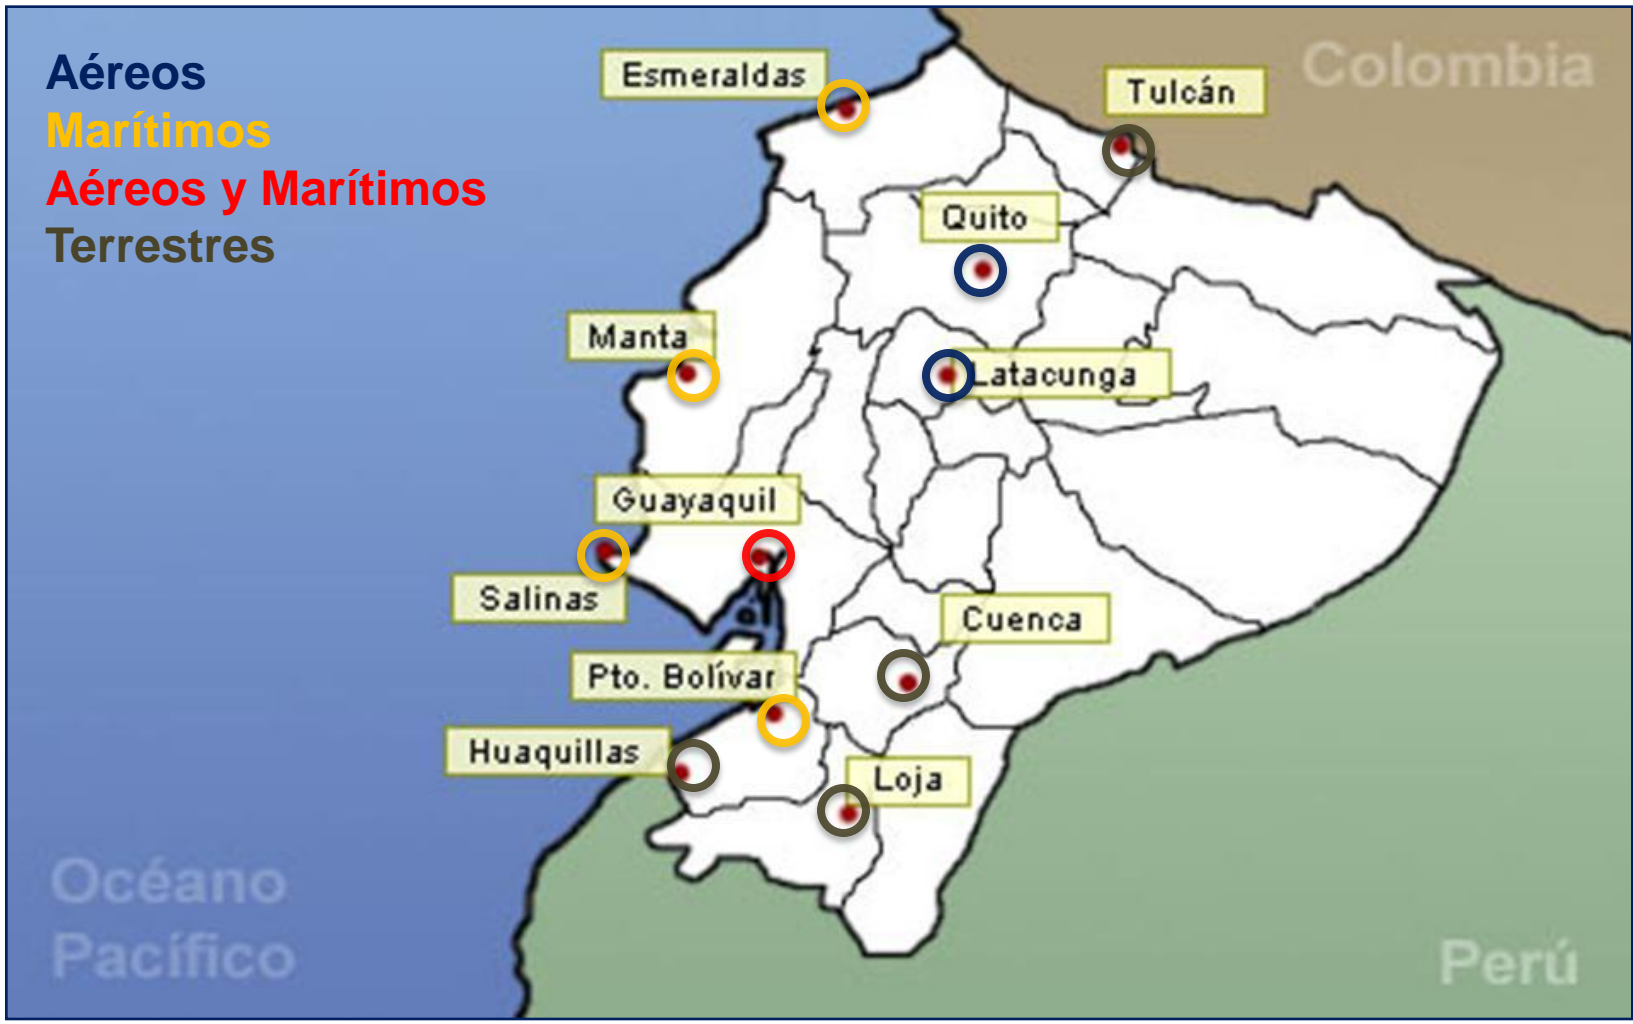 Aéreos
Marítimos
Aéreos y Marítimos
Terrestres
Esmeraldas
Tulcán
Colombia
Quito
Manta
Latacunga
Guayaquil
Salinas
Cuenca
Pto. Bolívar
Huaquillas
Loja
Océano
Pacífico
Perú